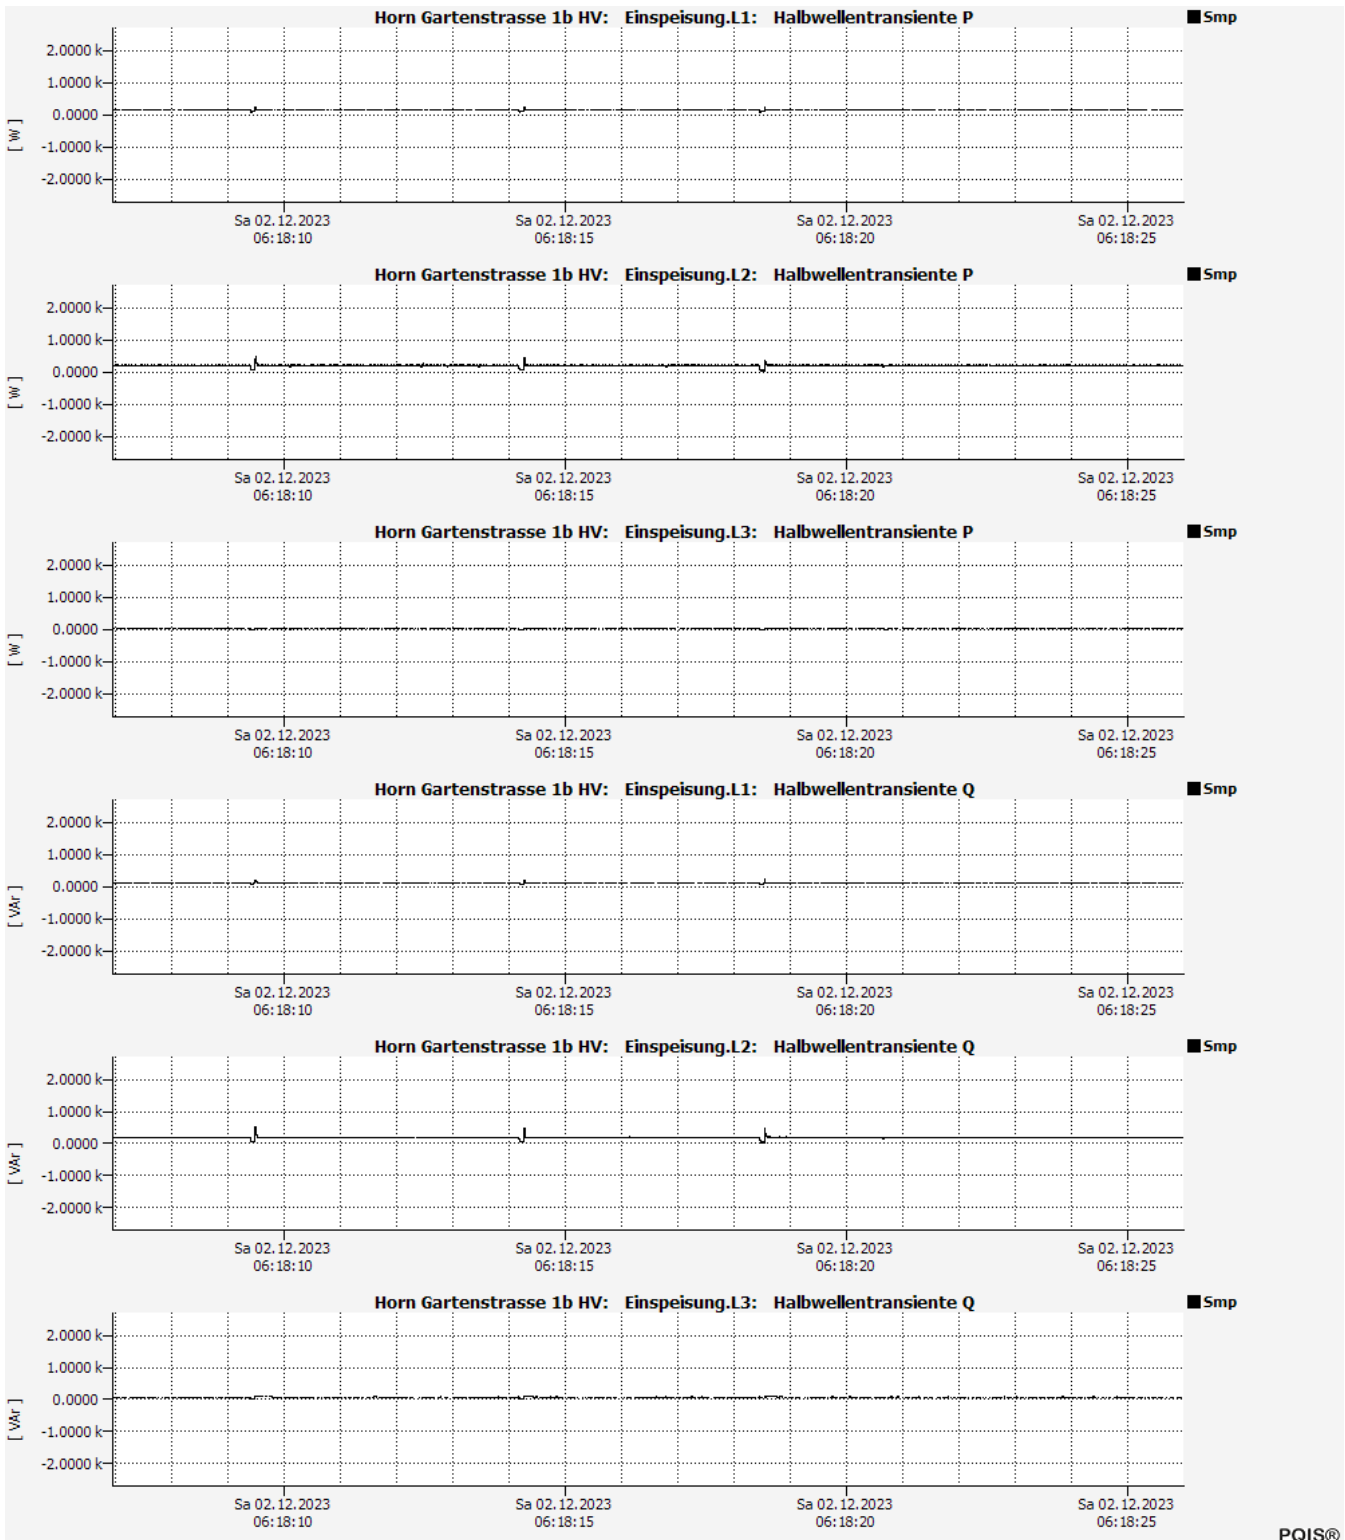 Horn Gartenstrasse 1b HV: Einspeisung.L1: Halbwellentransiente P
Smp
2.0000 k
1.0000 k
0.0000
-1.0000 k
-2.0000 k
[ W ]
Sa 02.12.2023 Sa 02.12.2023 Sa 02.12.2023 Sa 02.12.2023
06:18:10 06:18:15 06:18:20 06:18:25
Horn Gartenstrasse 1b HV: Einspeisung.L2: Halbwellentransiente P
Smp
2.0000 k
1.0000 k
0.0000
-1.0000 k
-2.0000 k
[ W ]
Sa 02.12.2023 Sa 02.12.2023 Sa 02.12.2023 Sa 02.12.2023
06:18:10 06:18:15 06:18:20 06:18:25
Horn Gartenstrasse 1b HV: Einspeisung.L3: Halbwellentransiente P
Smp
2.0000 k
1.0000 k
0.0000
-1.0000 k
-2.0000 k
[ W ]
Sa 02.12.2023 Sa 02.12.2023 Sa 02.12.2023 Sa 02.12.2023
06:18:10 06:18:15 06:18:20 06:18:25
Horn Gartenstrasse 1b HV: Einspeisung.L1: Halbwellentransiente Q
Smp
2.0000 k
1.0000 k
0.0000
-1.0000 k
-2.0000 k
[ VAr ]
Sa 02.12.2023 Sa 02.12.2023 Sa 02.12.2023 Sa 02.12.2023
06:18:10 06:18:15 06:18:20 06:18:25
Horn Gartenstrasse 1b HV: Einspeisung.L2: Halbwellentransiente Q
Smp
2.0000 k
1.0000 k
0.0000
-1.0000 k
-2.0000 k
[ VAr ]
Sa 02.12.2023 Sa 02.12.2023 Sa 02.12.2023 Sa 02.12.2023
06:18:10 06:18:15 06:18:20 06:18:25
Horn Gartenstrasse 1b HV: Einspeisung.L3: Halbwellentransiente Q
Smp
2.0000 k
1.0000 k
0.0000
-1.0000 k
-2.0000 k
[ VAr ]
Sa 02.12.2023 Sa 02.12.2023 Sa 02.12.2023 Sa 02.12.2023
06:18:10 06:18:15 06:18:20 06:18:25
PQIS®